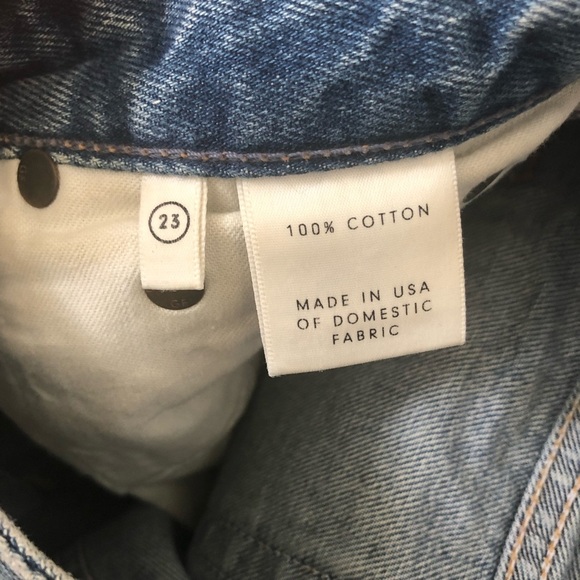 23
100% COTTON
MADE IN USA
OF DOMESTIC
FABRIC